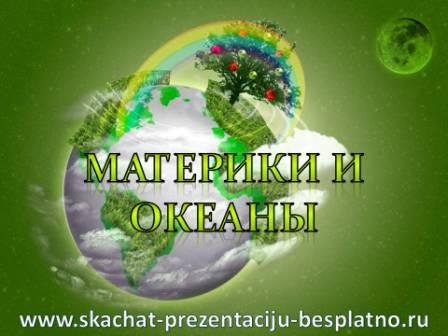 МАТЕРИКИ И
ОКЕАНЫ
www.skachat-prezentaciju-besplatno.ru